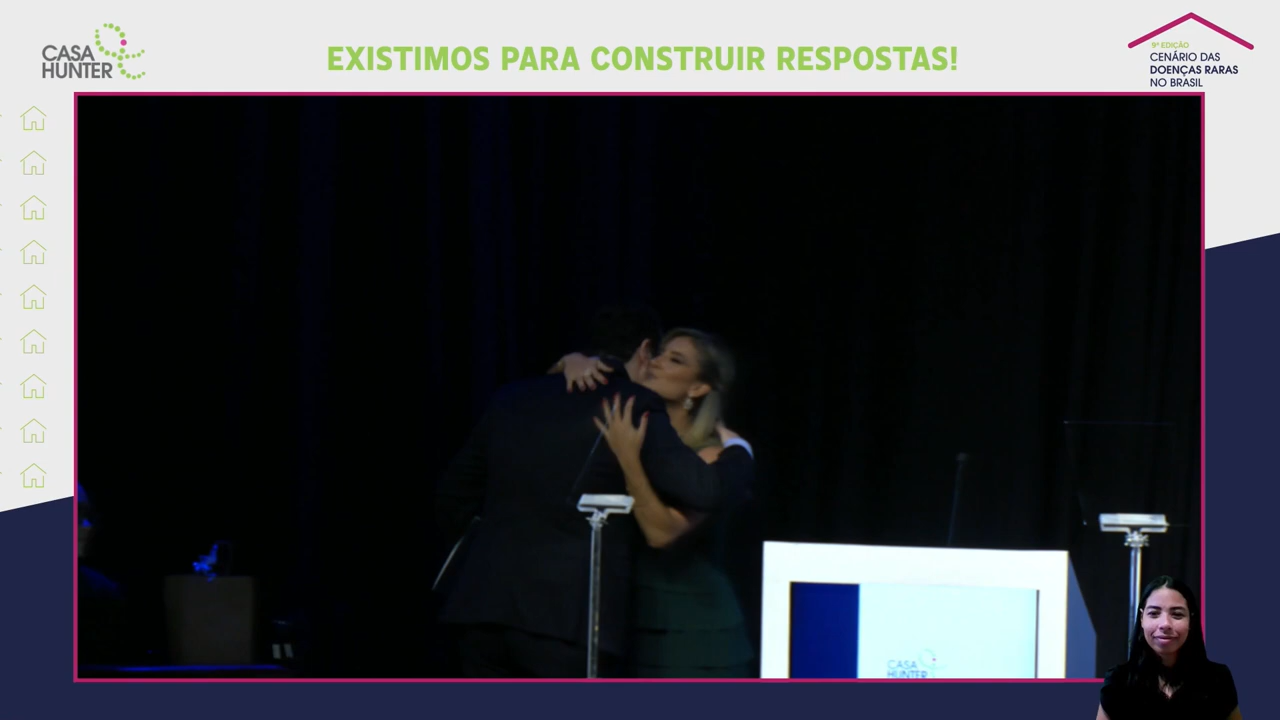 CASA
HUNTER
EXISTIMOS PARA CONSTRUIR RESPOSTAS!
9ª EDIÇÃO
CENÁRIO DAS
DOENÇAS RARAS
NO BRASIL
CASA
HUNTER